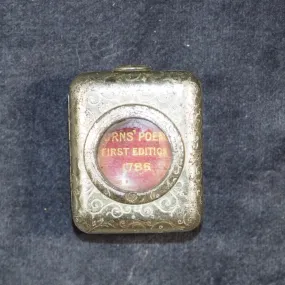 URNS' POEM
FIRST EDITION
1786